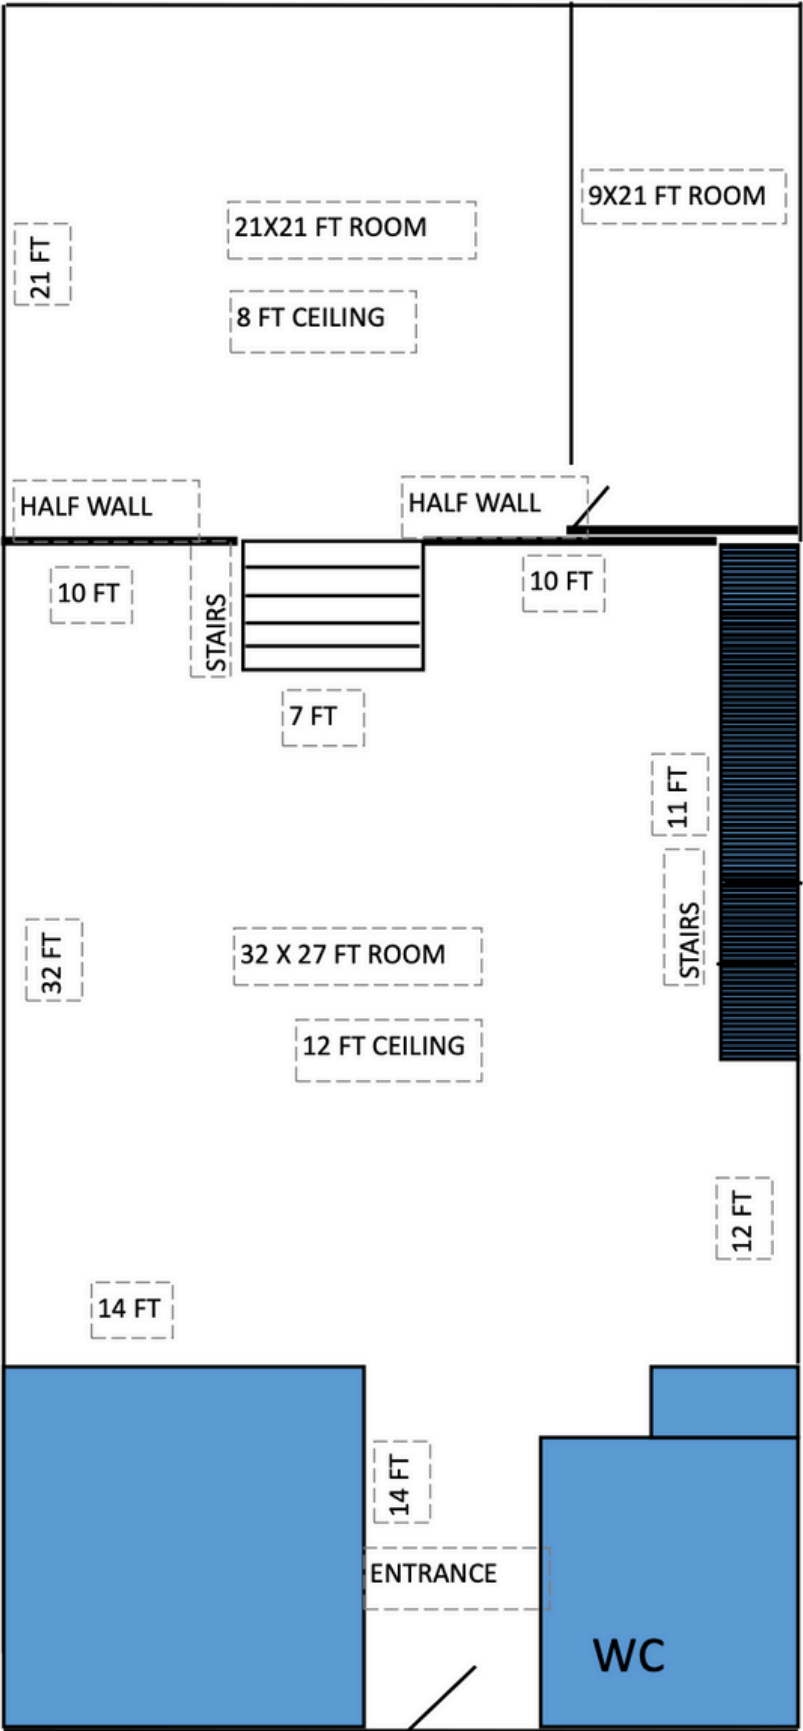 9X21 FT ROOM
21X21 FT ROOM
21 FT
8 FT CEILING
HALF WALL
HALF WALL
10 FT
10 FT
STAIRS
7 FT
11 FT
STAIRS
32 FT
32 X 27 FT ROOM
12 FT CEILING
12 FT
14 FT
14 FT
ENTRANCE
WC